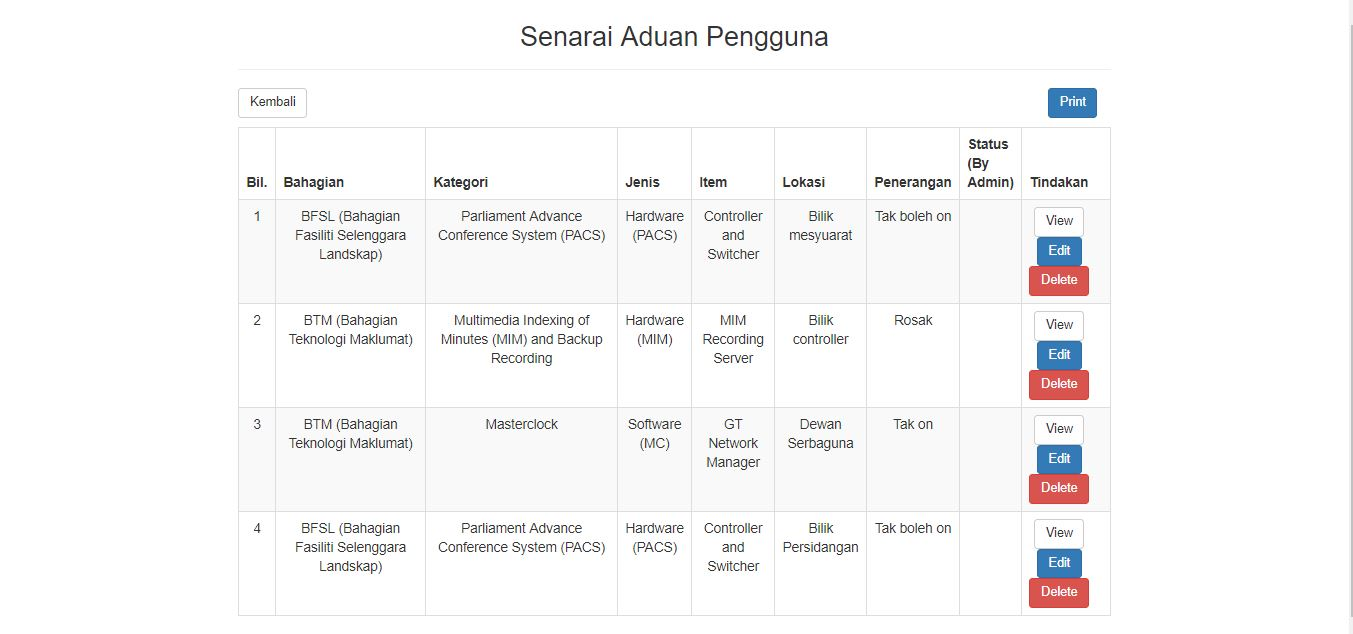 Senarai Aduan Pengguna
Kembali
Print
Bil.
Bahagian
Kategori
Jenis
Item
Lokasi
Penerangan
Status
(By
Admin)
Tindakan
1
BFSL (Bahagian
Fasiliti Selenggara
Landskap)
Parliament Advance
Conference System (PACS)
Hardware
(PACS)
Controller
and
Switcher
Bilik
mesyuarat
Tak boleh on
View
Edit
Delete
2
BTM (Bahagian
Teknologi Maklumat)
Multimedia Indexing of
Minutes (MIM) and Backup
Recording
Hardware
(MIM)
MIM
Recording
Server
Bilik
controller
Rosak
View
Edit
Delete
3
BTM (Bahagian
Teknologi Maklumat)
Masterclock
Software
(MC)
GT
Network
Manager
Dewan
Serbaguna
Tak on
View
Edit
Delete
4
BFSL (Bahagian
Fasiliti Selenggara
Landskap)
Parliament Advance
Conference System (PACS)
Hardware
(PACS)
Controller
and
Switcher
Bilik
Persidangan
Tak boleh on
View
Edit
Delete